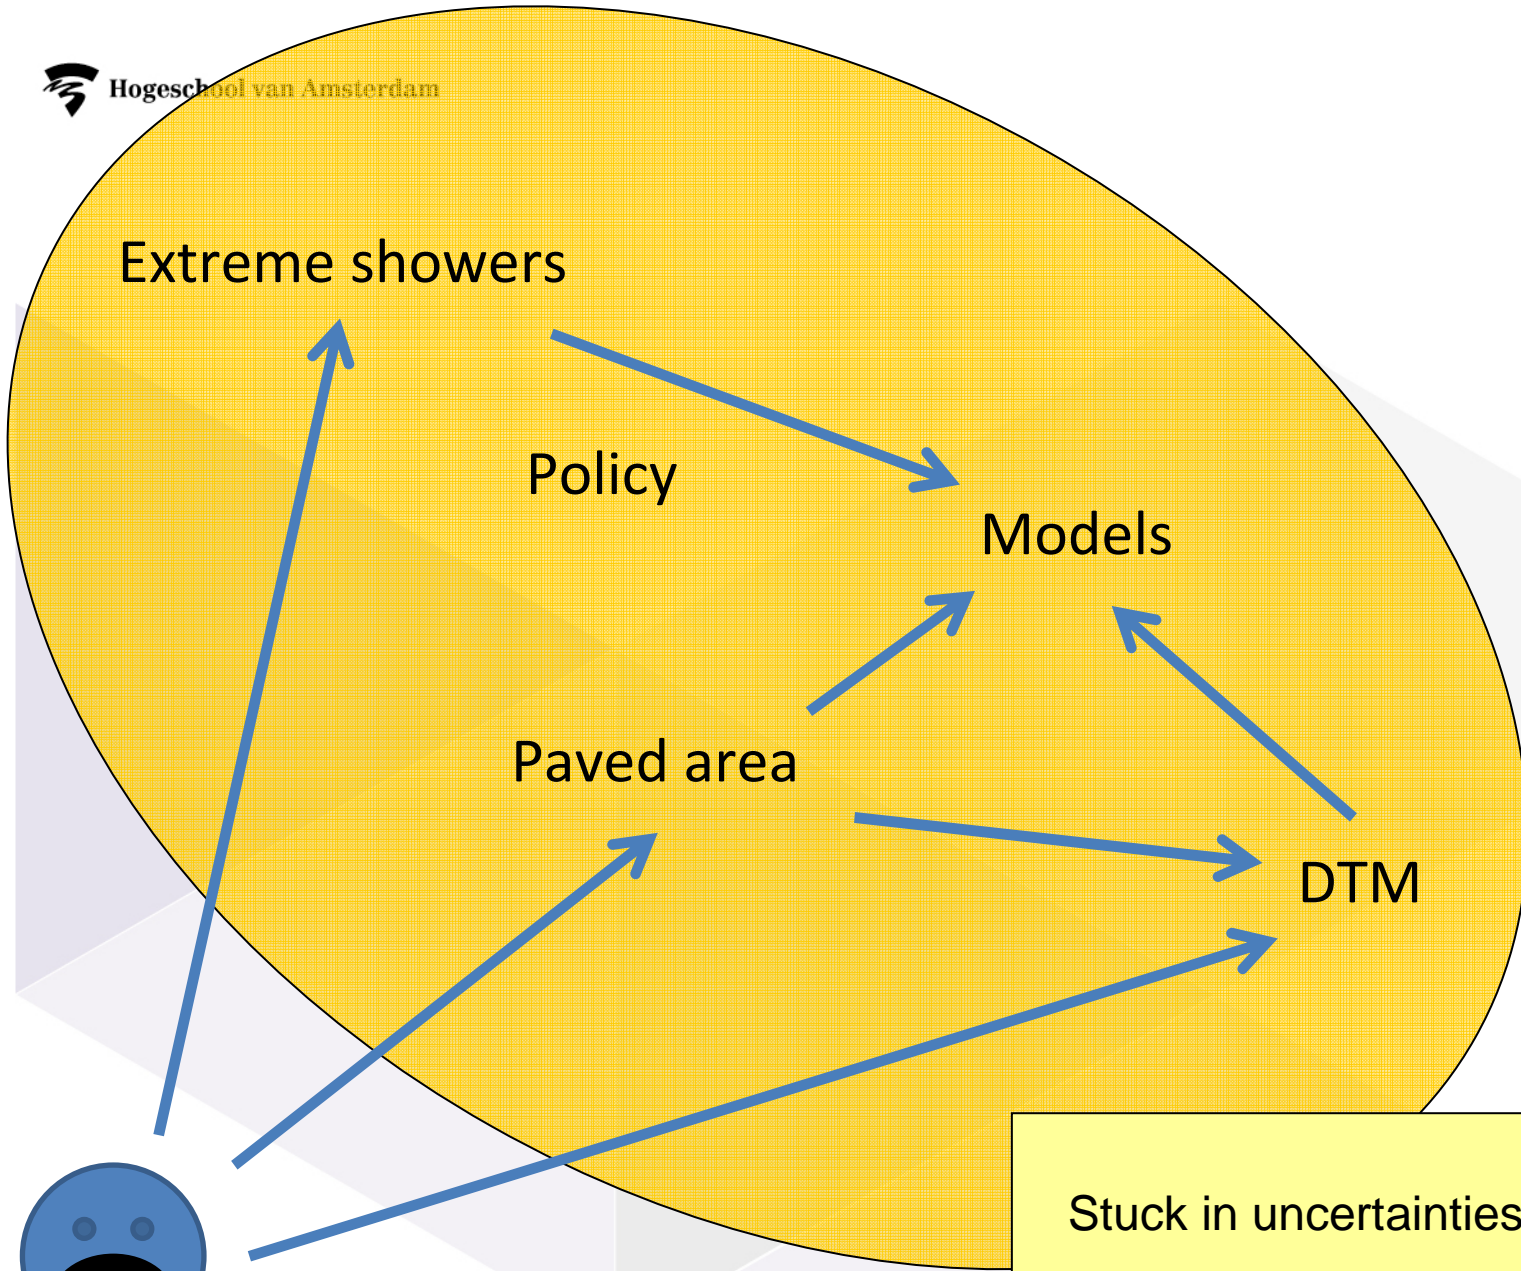 Hogeschool van Amsterdam
Extreme showers
Policy
Models
Paved area
DTM
Stuck in uncertainties